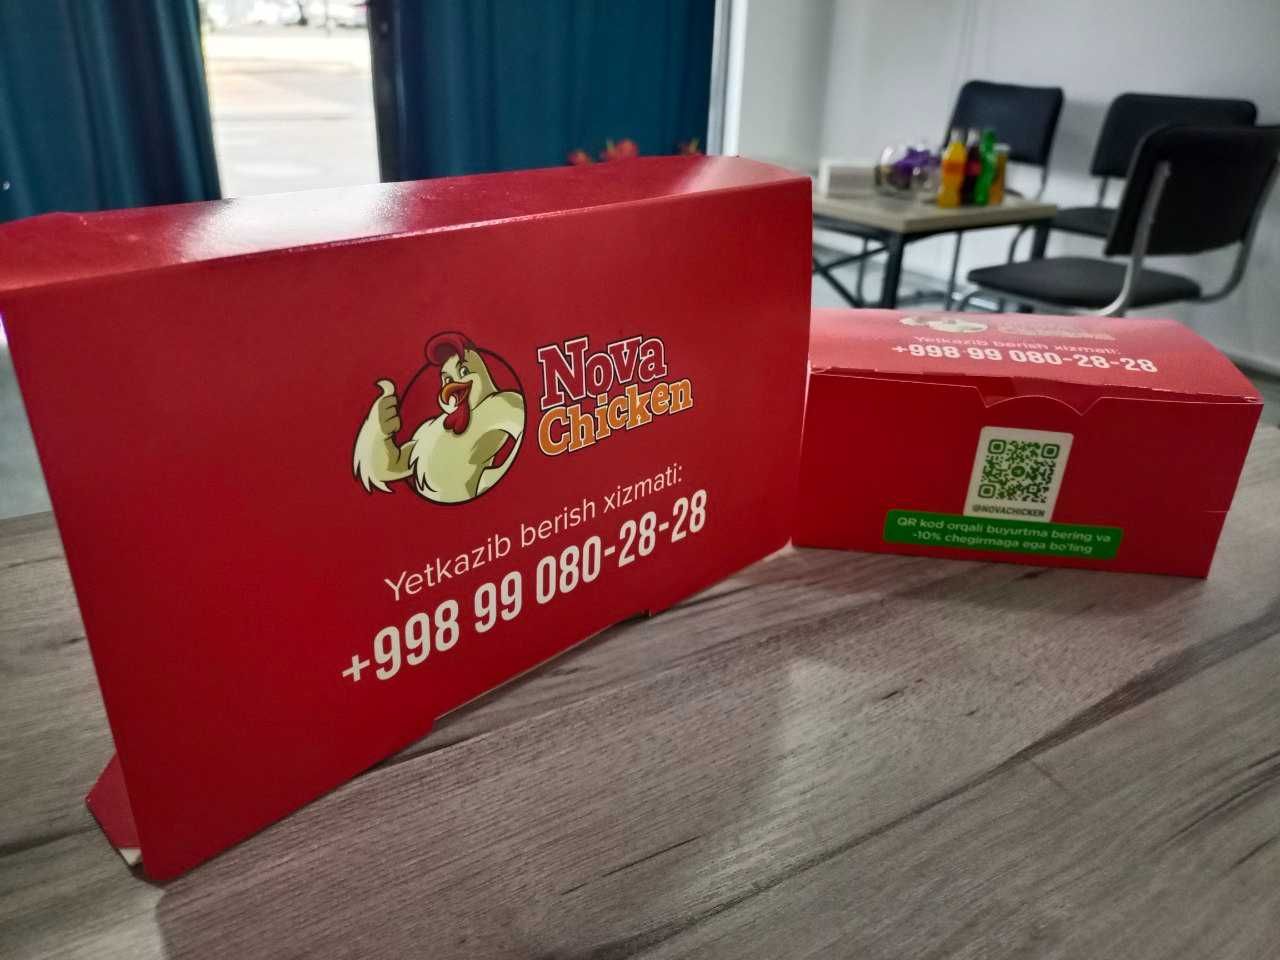 Nova
Chicken
Yetkazib berish xizmati:
+998 99 080-28-28
Yetkazib berish xizmati:
+998 99 080-28-28
@NOVACHICKEN
QR kod orqali buyurtma bering va
-10% chegirmaga ega bo'ling